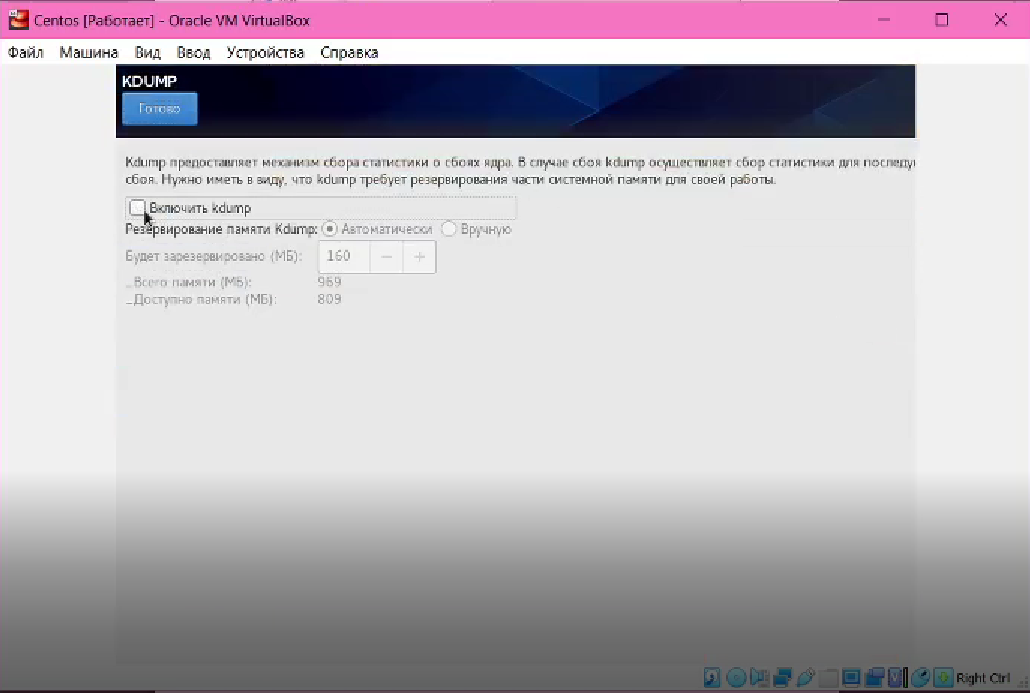 Centos [Работает] - Oracle VM VirtualBox
Файл Машина Вид Ввод Устройства Справка
KDUMP
Готово
Kdump предоставляет механизм сбора статистики о сбоях ядра. В случае сбоя kdump осуществляет сбор статистики для последу
сбоя. Нужно иметь в виду, что kdump требует резервирования части системной памяти для своей работы.
Включить kdump
Резервирование памяти Kdump: Автоматически Вручную
Будет зарезервировано (МБ): 160 − +
_Всего памяти (МБ): 969
_Доступно памяти (МБ): 809
Right Ctrl